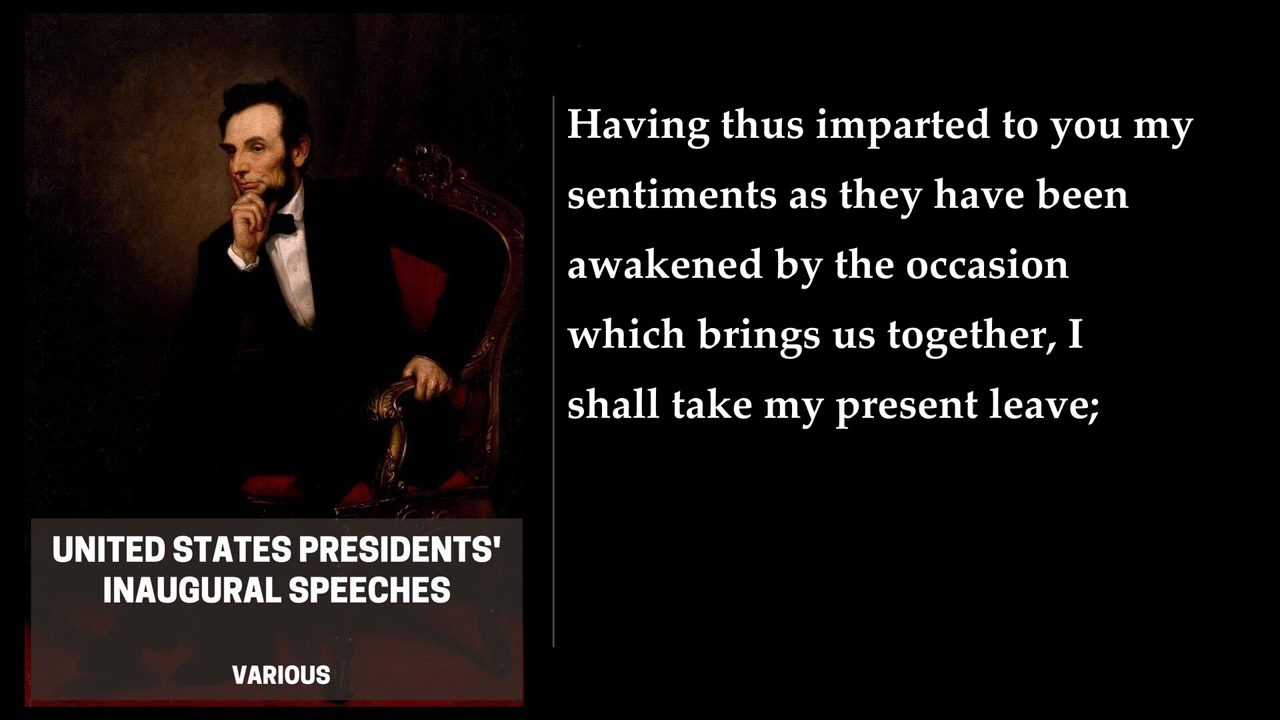 UNITED STATES PRESIDENTS'
INAUGURAL SPEECHES
VARIOUS
Having thus imparted to you my
sentiments as they have been
awakened by the occasion
which brings us together, I
shall take my present leave;